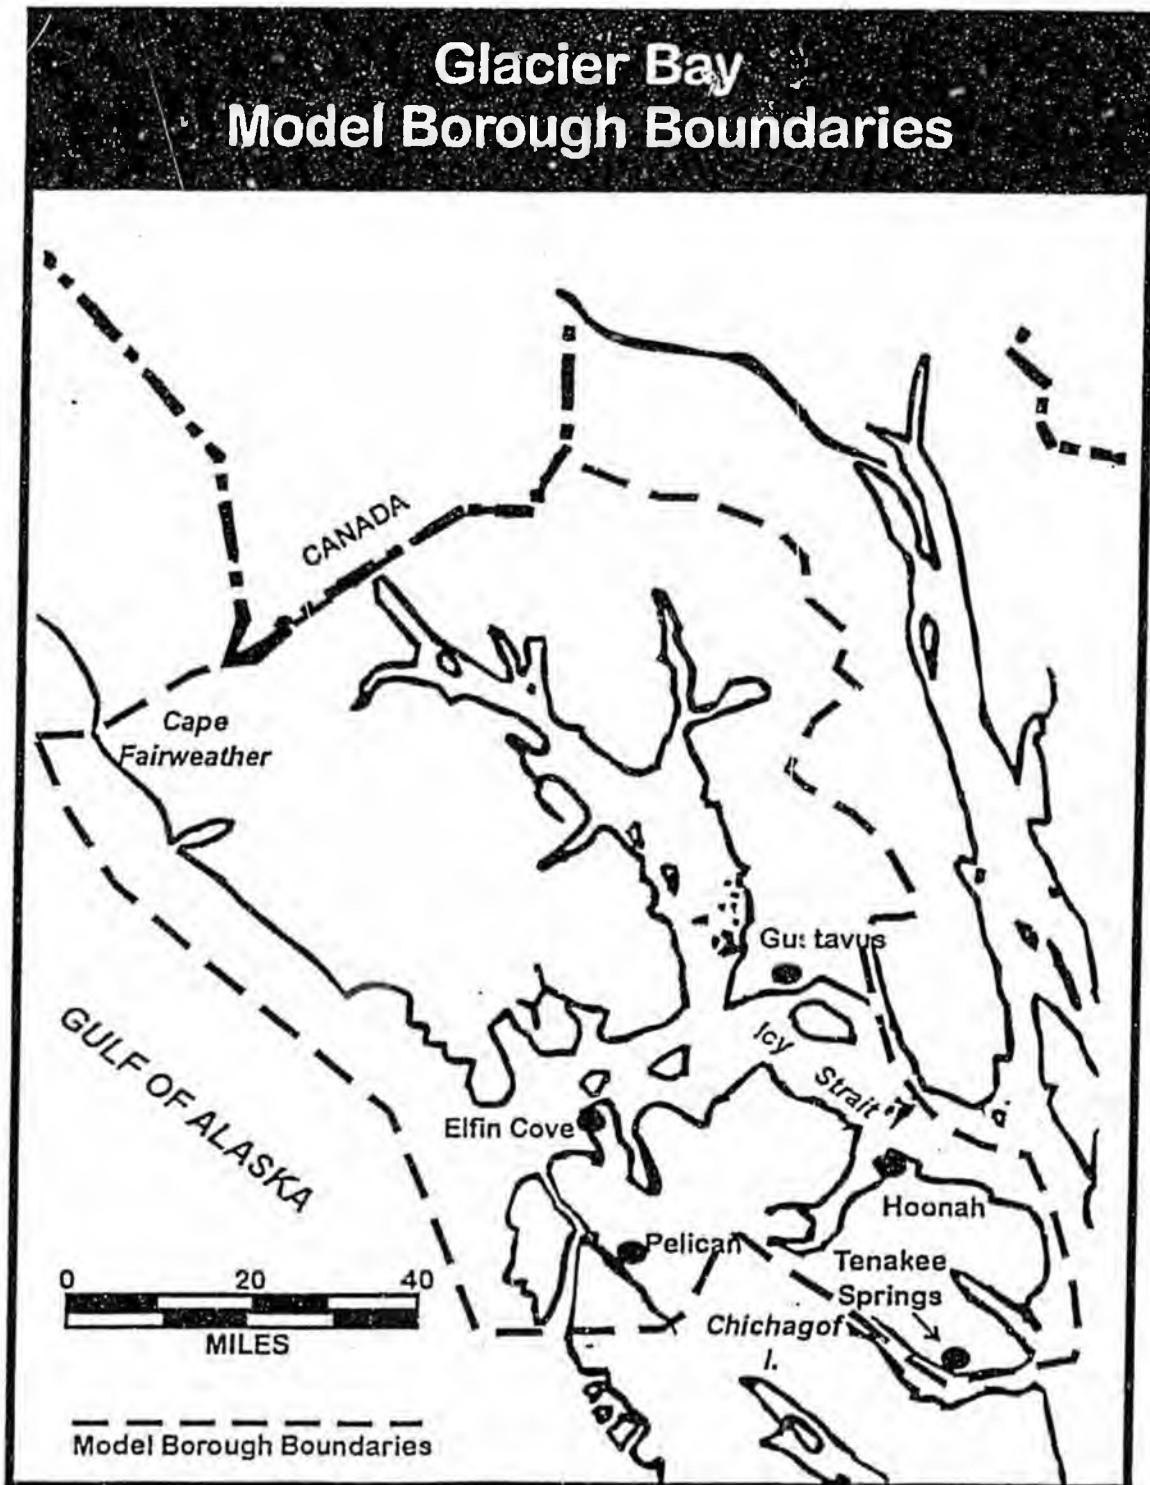 Glacier Bay
Model Borough Boundaries
CANADA
Cape
Fairweather
Gustavus
Icy
Strait
GULF OF ALASKA
Elfin Cove
Hoonah
Pelican
Tenakee
Springs
Chichagof
I.
0 20 40
MILES
Model Borough Boundaries